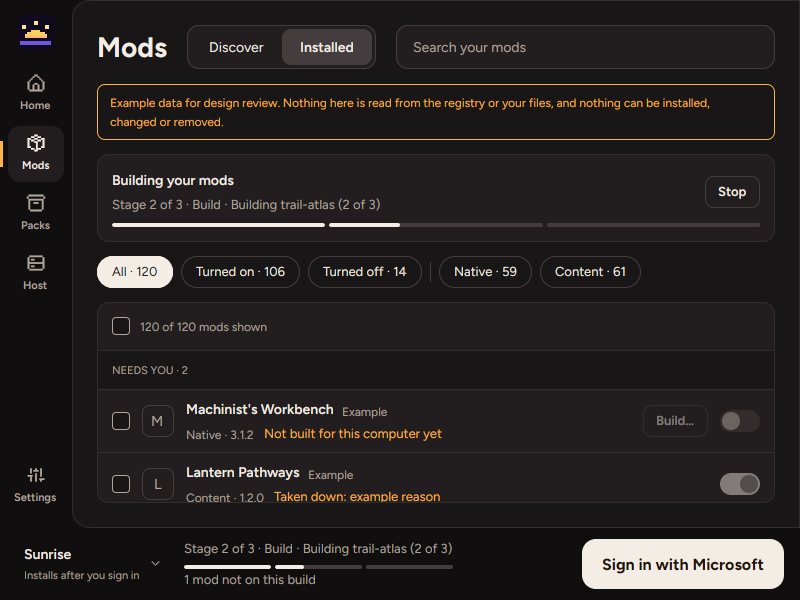 Mods
Discover
Installed
Search your mods
Home
Mods
Packs
Host
Settings
Example data for design review. Nothing here is read from the registry or your files, and nothing can be installed,
changed or removed.
Building your mods
Stage 2 of 3 · Build · Building trail-atlas (2 of 3)
Stop
All · 120
Turned on · 106
Turned off · 14
Native · 59
Content · 61
120 of 120 mods shown
NEEDS YOU · 2
M
Machinist's Workbench Example
Native · 3.1.2 Not built for this computer yet
Build...
L
Lantern Pathways Example
Content · 1.2.0 Taken down: example reason
Sunrise
Installs after you sign in
Stage 2 of 3 · Build · Building trail-atlas (2 of 3)
1 mod not on this build
Sign in with Microsoft